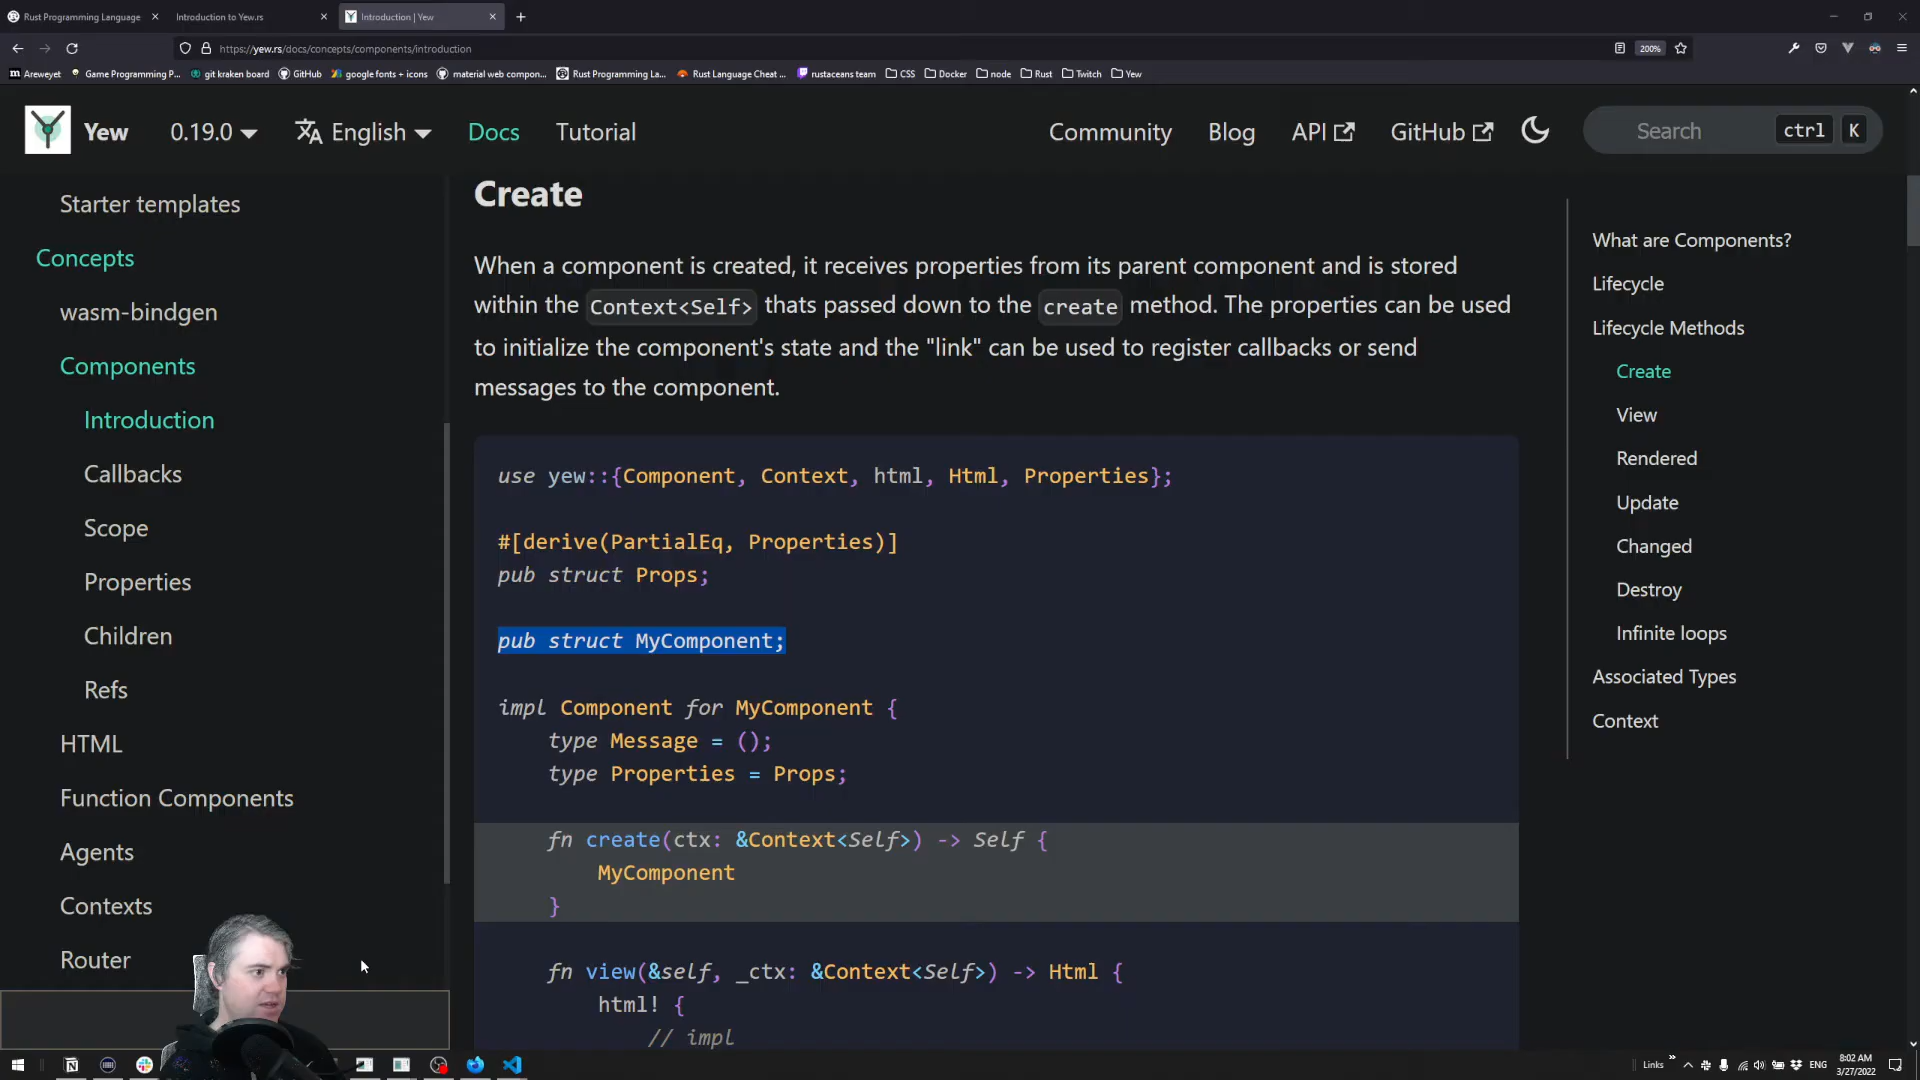 Rust Programming Language
Introduction to Yew.rs
Introduction | Yew
https://yew.rs/docs/concepts/components/introduction
200%
Areweyet
Game Programming P...
git kraken board
GitHub
google fonts + icons
material web compon...
Rust Programming La...
Rust Language Cheat ...
rustaceans team
CSS
Docker
node
Rust
Twitch
Yew
Yew
0.19.0
English
Docs
Tutorial
Community
Blog
API
GitHub
Search
ctrl
K
Starter templates
Concepts
wasm-bindgen
Components
Introduction
Callbacks
Scope
Properties
Children
Refs
HTML
Function Components
Agents
Contexts
Router
Create
When a component is created, it receives properties from its parent component and is stored
within the Context<Self> thats passed down to the create method. The properties can be used
to initialize the component's state and the "link" can be used to register callbacks or send
messages to the component.
use yew::{Component, Context, html, Html, Properties};
#[derive(PartialEq, Properties)]
pub struct Props;
pub struct MyComponent;
impl Component for MyComponent {
type Message = ();
type Properties = Props;
fn create(ctx: &Context<Self>) -> Self {
MyComponent
}
fn view(&self, _ctx: &Context<Self>) -> Html {
html! {
// impl
What are Components?
Lifecycle
Lifecycle Methods
Create
View
Rendered
Update
Changed
Destroy
Infinite loops
Associated Types
Context
Links
ENG
8:02 AM
3/27/2022